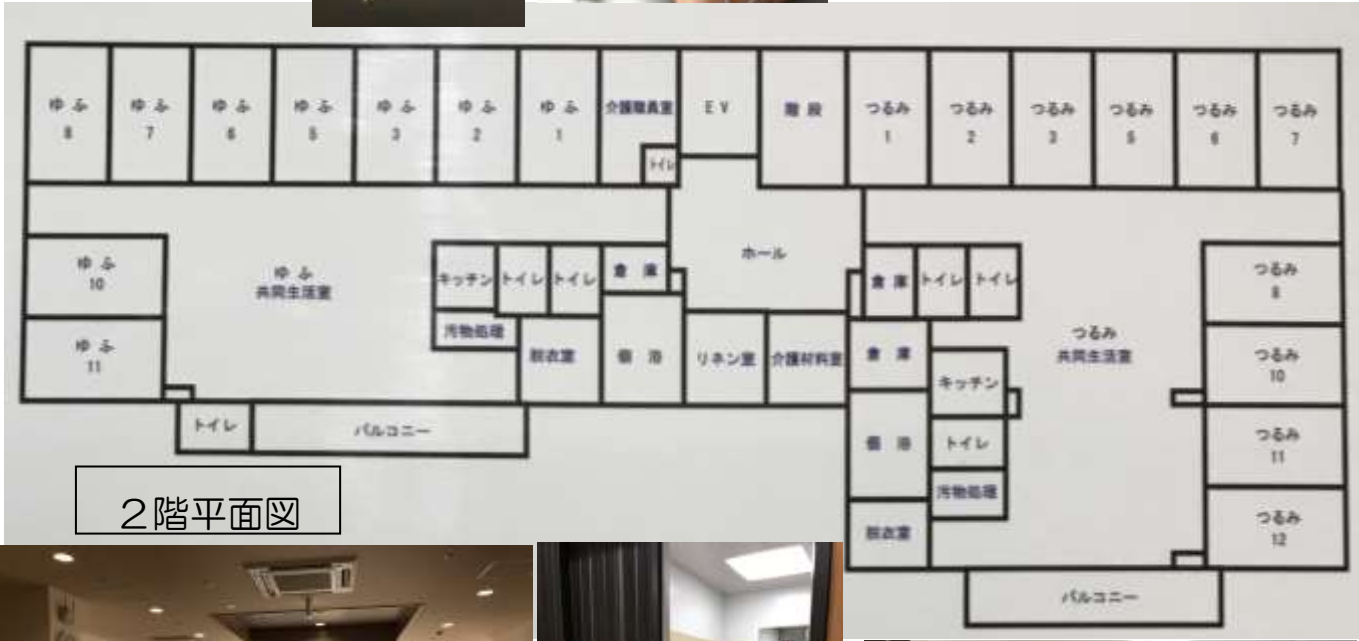 ゆふ
8
ゆふ
7
ゆふ
6
ゆふ
5
ゆふ
3
ゆふ
2
ゆふ
1
介護職員室
トイレ
EV
階段
つるみ
1
つるみ
2
つるみ
3
つるみ
5
つるみ
6
つるみ
7
ゆふ
10
ゆふ
11
ゆふ
共同生活室
キッチン
トイレ
トイレ
倉庫
汚物処理
脱衣室
個浴
ホール
リネン室
介護材料室
倉庫
トイレ
トイレ
倉庫
キッチン
個浴
トイレ
汚物処理
脱衣室
つるみ
共同生活室
つるみ
8
つるみ
10
つるみ
11
つるみ
12
トイレ
バルコニー
バルコニー
2階平面図